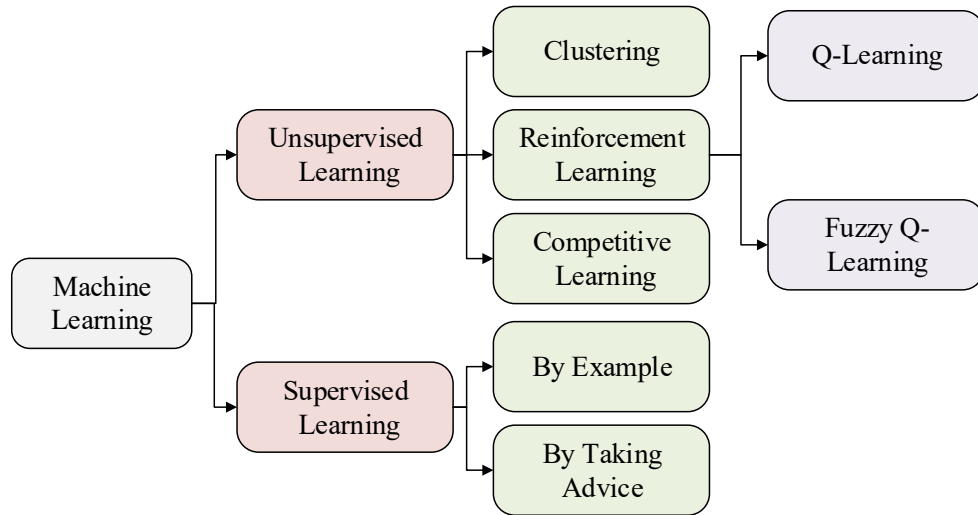 Clustering
Q-Learning
Unsupervised
Learning
Reinforcement
Learning
Competitive
Learning
Fuzzy Q-
Learning
Machine
Learning
Supervised
Learning
By Example
By Taking
Advice